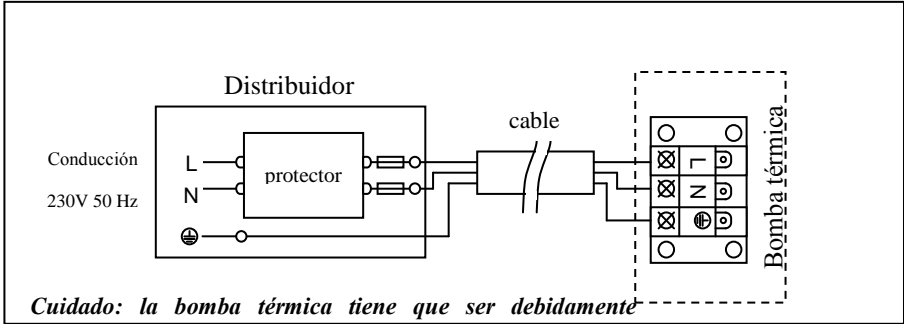 Distribuidor
cable
Conducción
230V 50 Hz
L
N
protector
L
N
Bomba térmica
Cuidado: la bomba térmica tiene que ser debidamente